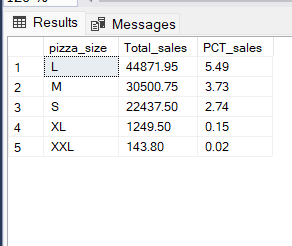 Results Messages
pizza_size Total_sales PCT_sales
1 L 44871.95 5.49
2 M 30500.75 3.73
3 S 22437.50 2.74
4 XL 1249.50 0.15
5 XXL 143.80 0.02